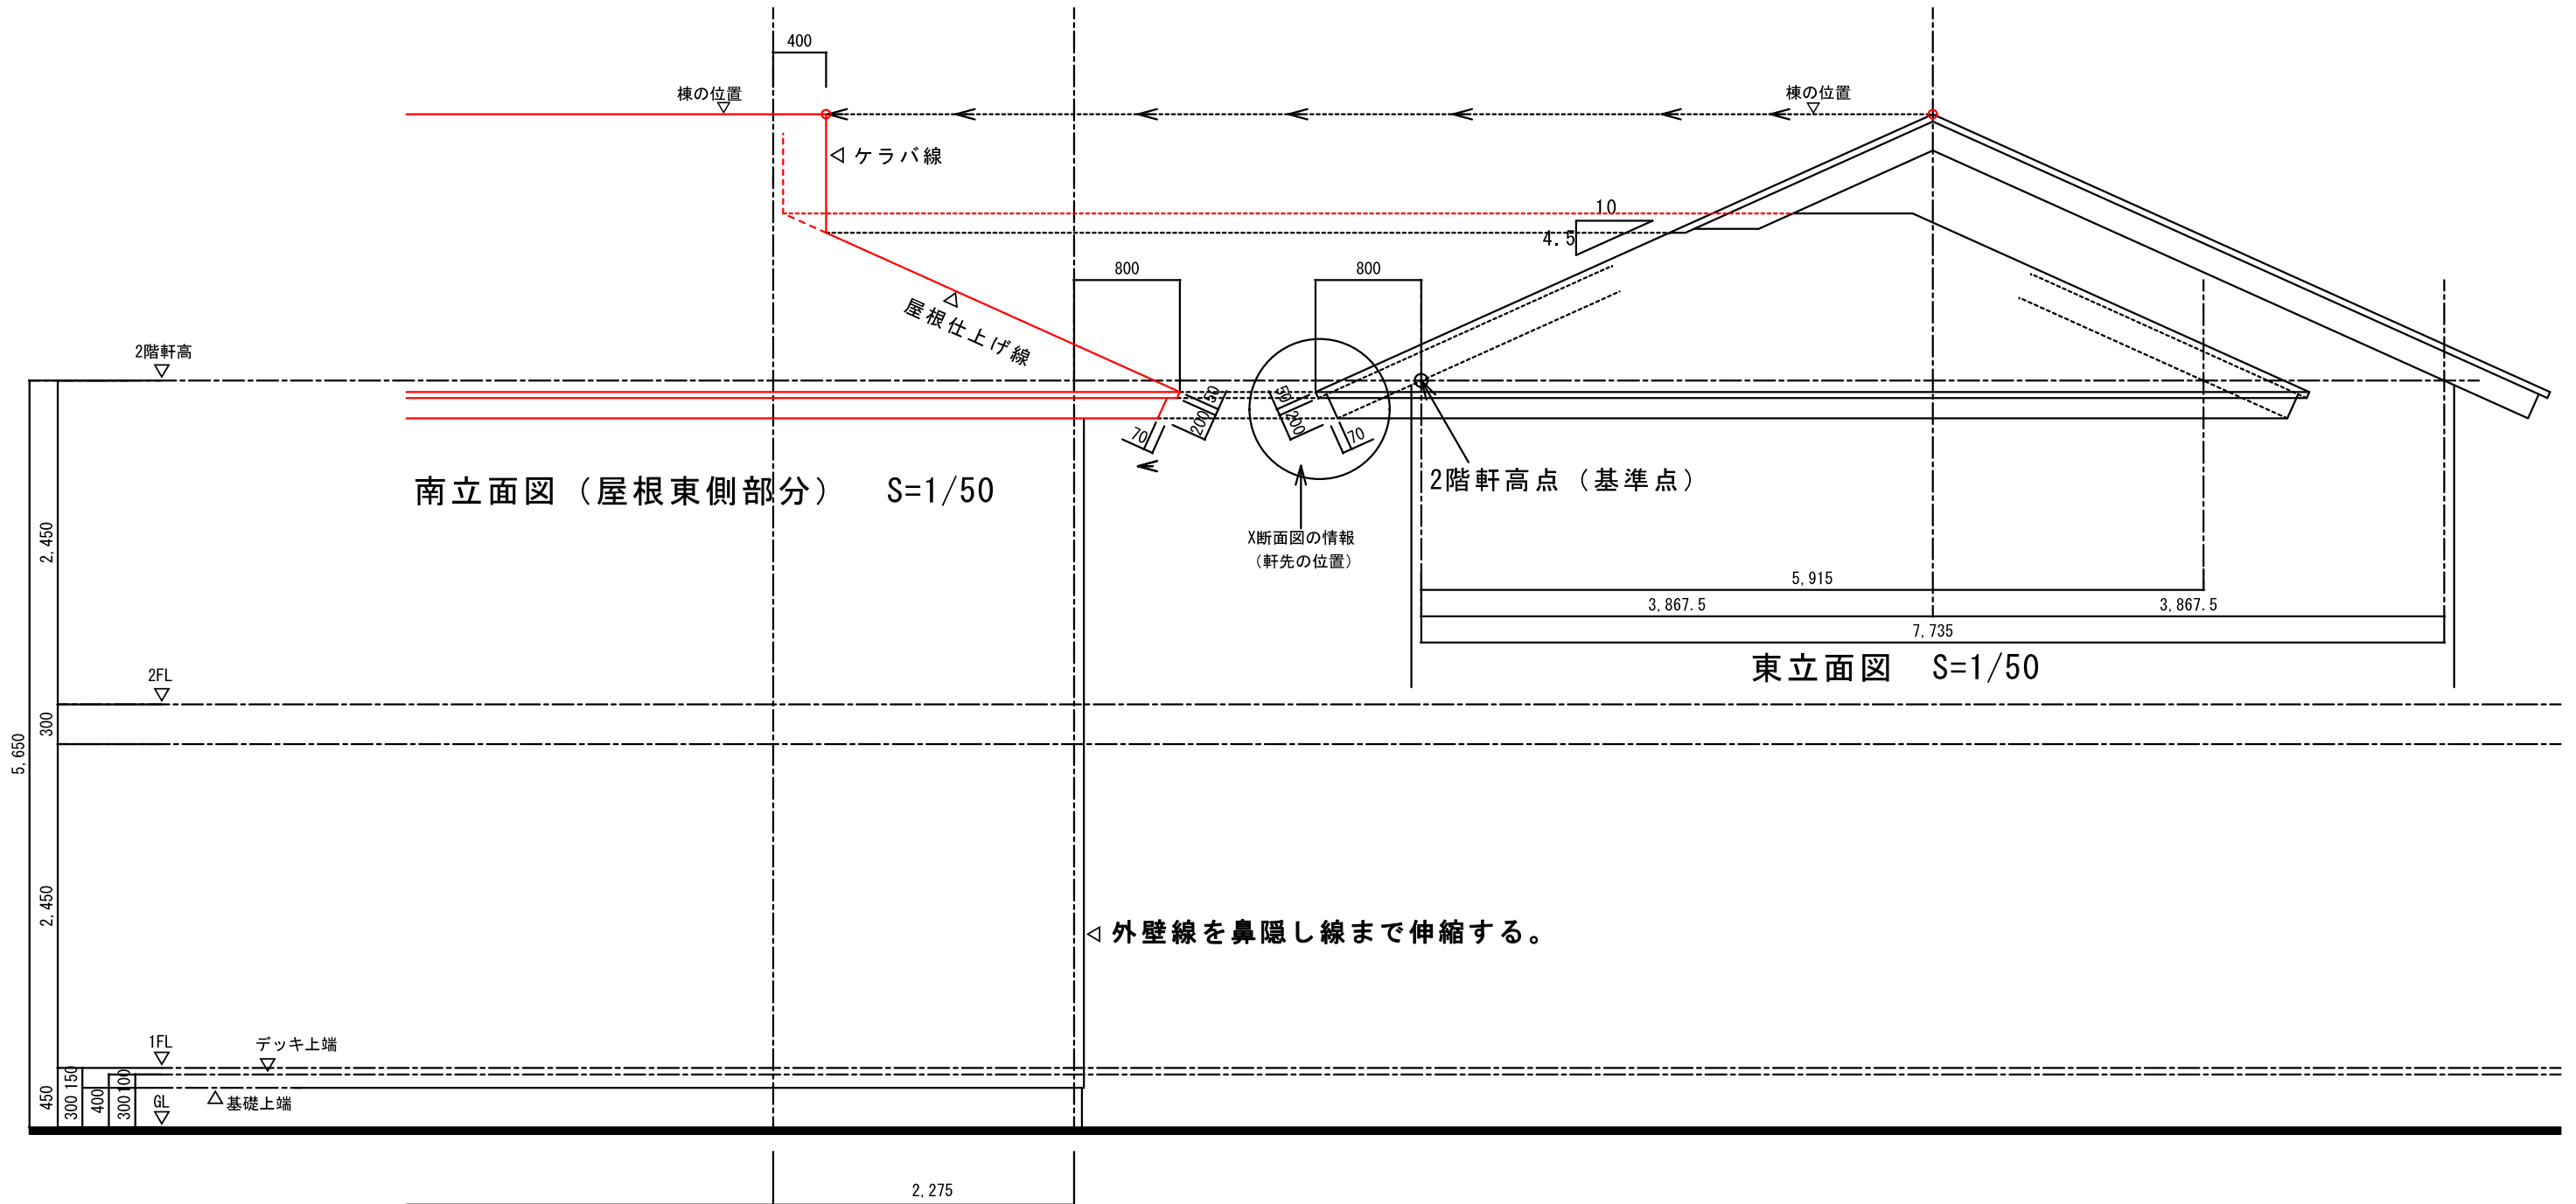 400
棟の位置
棟の位置
ケラバ線
10
4.5
800
800
屋根仕上げ線
2階軒高
50
200
70
50
200
70
南立面図（屋根東側部分）　S=1/50
2階軒高点（基準点）
X断面図の情報
（軒先の位置）
2,450
5,915
3,867.5
3,867.5
7,735
東立面図　S=1/50
2FL
300
5,650
2,450
外壁線を鼻隠し線まで伸縮する。
1FL
デッキ上端
150
100
450
300
400
300
GL
基礎上端
2,275